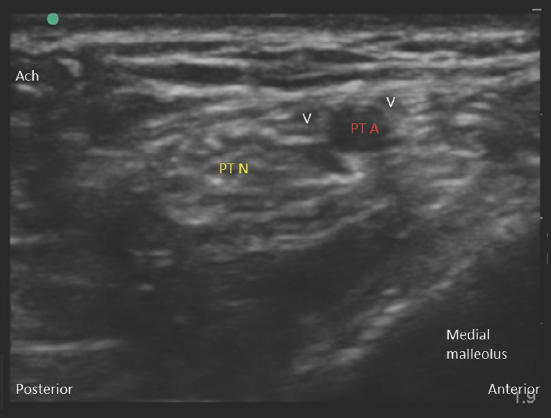 Ach
V
V
PT A
PT N
Medial
malleolus
Posterior
Anterior
1.9